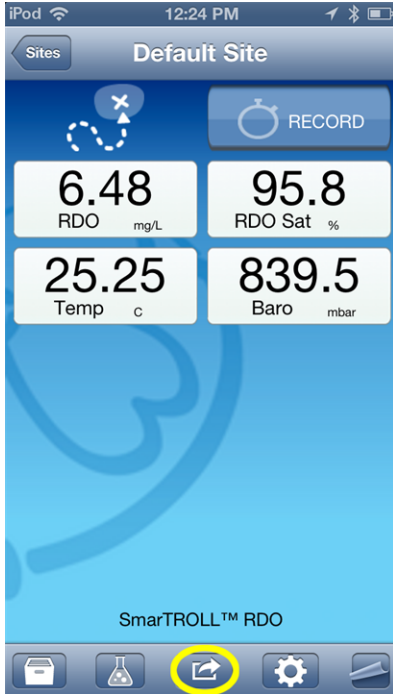 iPod 12:24 PM
Sites Default Site
RECORD
6.48 95.8
RDO mg/L RDO Sat %
25.25 839.5
Temp C Baro mbar
SmarTROLL™ RDO